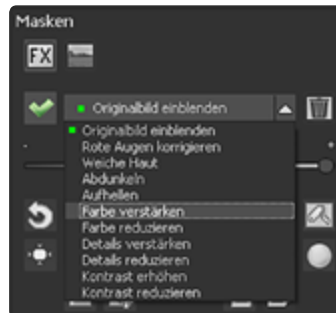 Masken
FX
Originalbild einblenden
Originalbild einblenden
Rote Augen korrigieren
Weiche Haut
Abdunkeln
Aufhellen
Farbe verstärken
Farbe reduzieren
Details verstärken
Details reduzieren
Kontrast erhöhen
Kontrast reduzieren